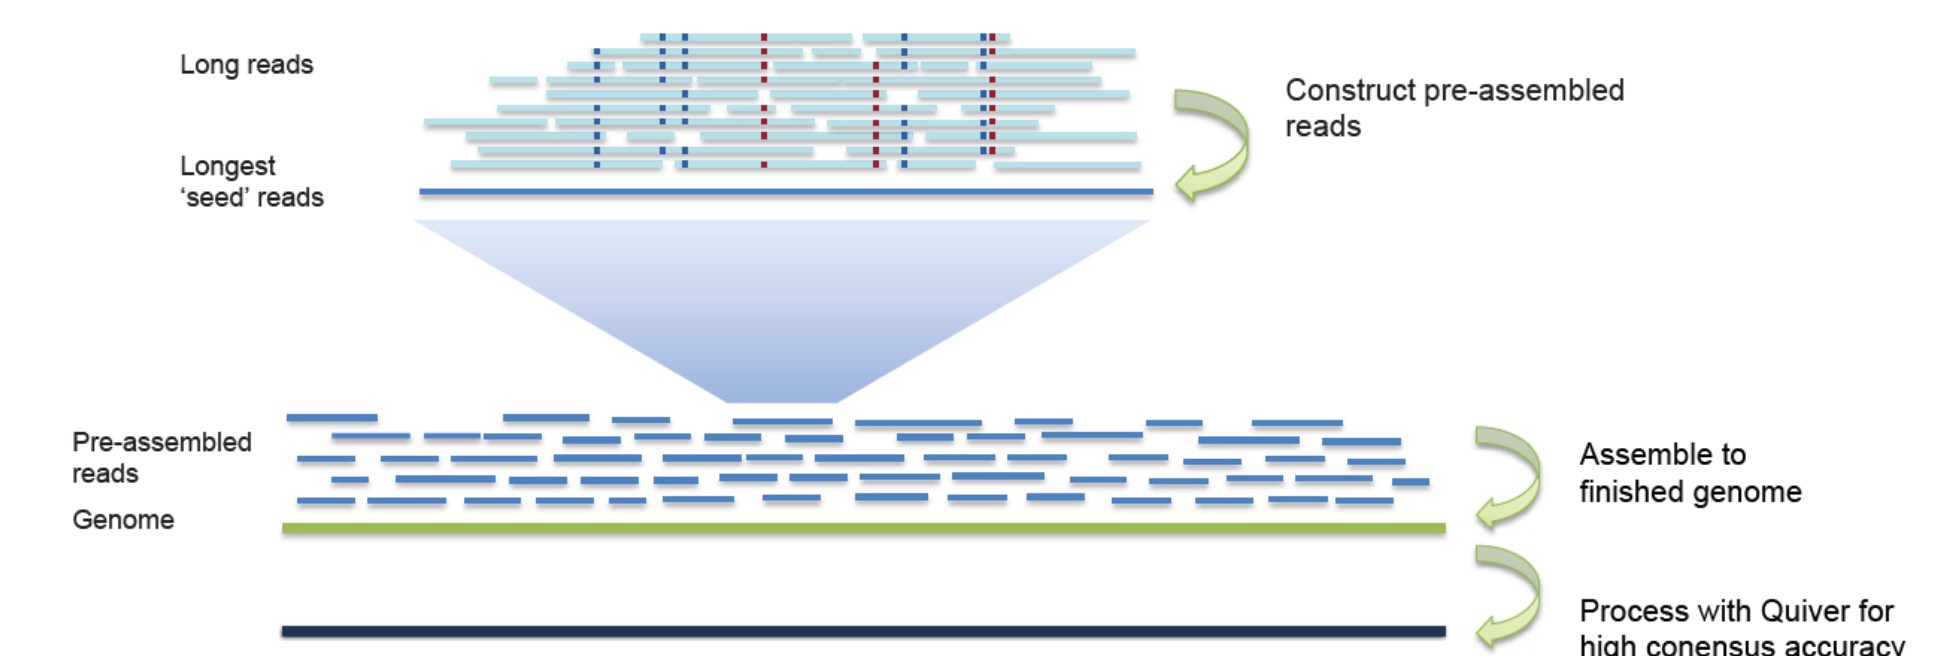 Long reads
Construct pre-assembled
reads
Longest
‘seed’ reads
Pre-assembled
reads
Assemble to
finished genome
Genome
Process with Quiver for
high conensus accuracy